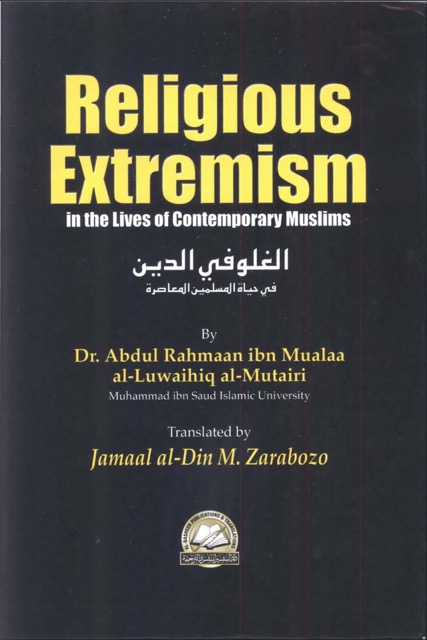 Religious
Extremism
in the Lives of Contemporary Muslims
الغلو في الدين
في حياة المسلمين المعاصرة
By
Dr. Abdul Rahmaan ibn Mualaa
al-Luwaihiq al-Mutairi
Muhammad ibn Saud Islamic University
Translated by
Jamaal al-Din M. Zarabozo